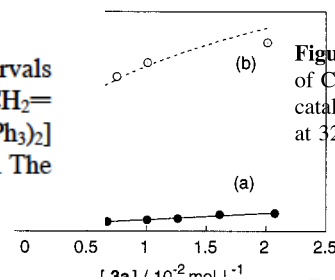 rvals
CH₂=
Ph₃)₂]
The
(b)
(a)
0 0.5 1 1.5 2 2.5
[3a] / 10⁻² mol l⁻¹
Figu
of C
catal
at 32